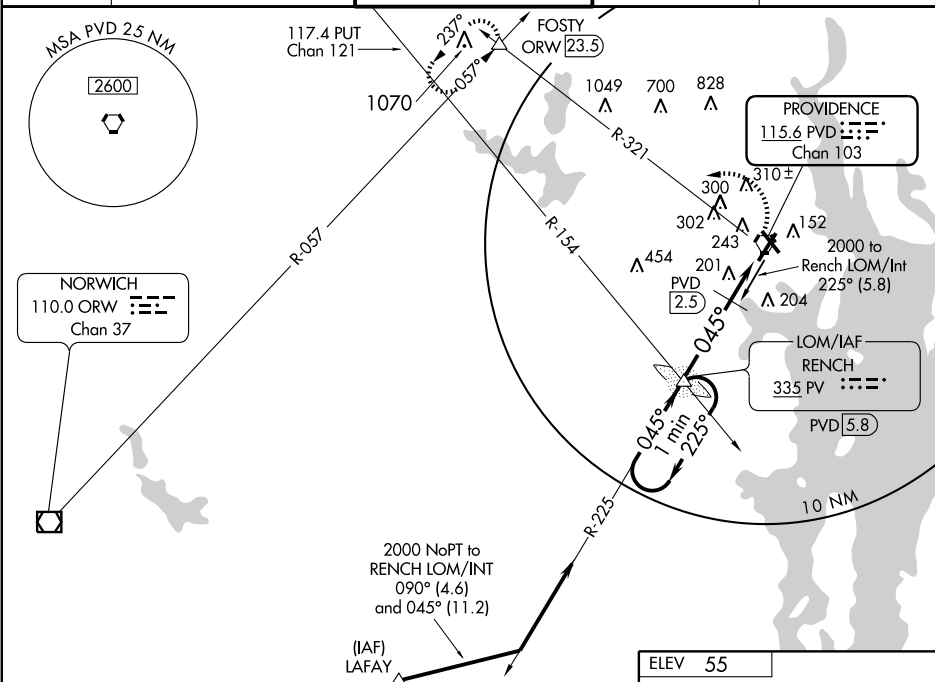 MSA PVD 25 NM
2600
117.4 PUT
Chan 121
237°
057°
1070
FOSTY
ORW 23.5
1049
700
828
PROVIDENCE
115.6 PVD
Chan 103
R-321
310 ±
300
302
243
152
R-057
R-154
454
201
2000 to
Rench LOM/Int
225° (5.8)
PVD
2.5
204
NORWICH
110.0 ORW
Chan 37
045°
LOM/IAF
RENCH
335 PV
PVD 5.8
045°
1 min
225°
10 NM
R-225
2000 NoPT to
RENCH LOM/INT
090° (4.6)
and 045° (11.2)
(IAF)
LAFAY
ELEV 55